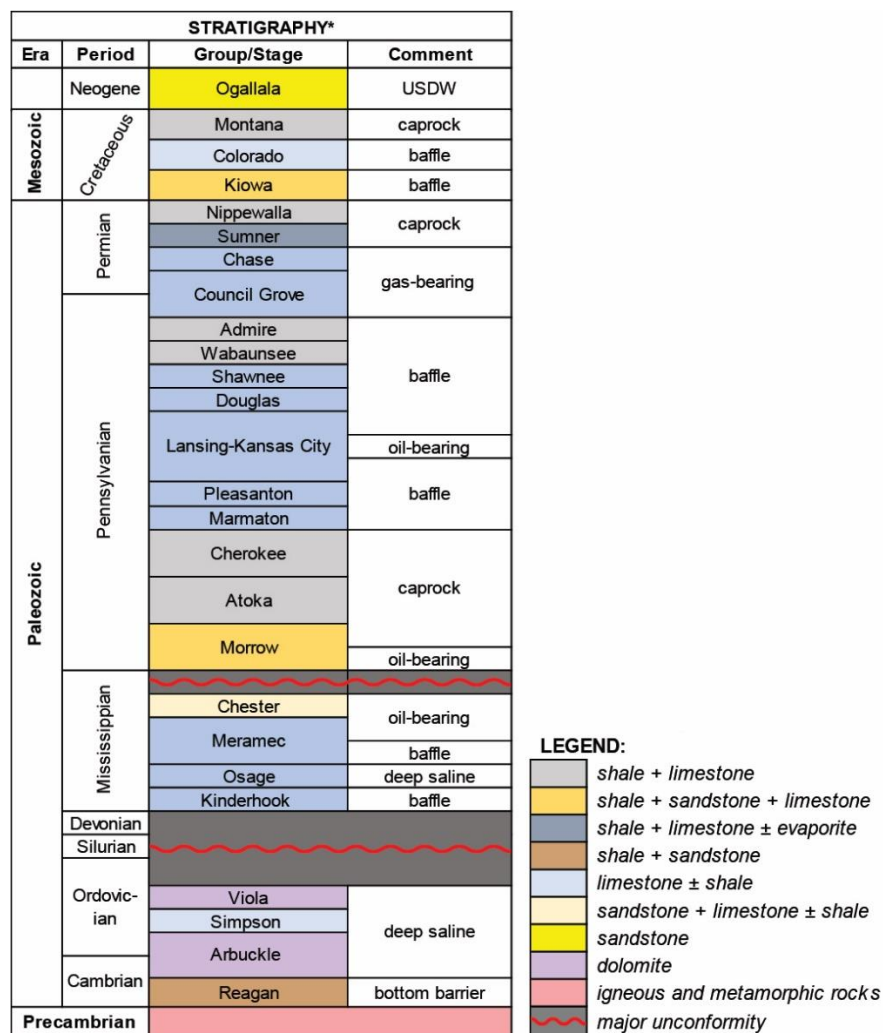 STRATIGRAPHY*
Era Period Group/Stage Comment
Neogene Ogallala USDW
Mesozoic
Cretaceous
Montana caprock
Colorado baffle
Kiowa baffle
Paleozoic
Permian
Nippewalla
caprock
Sumner
Chase
gas-bearing
Council Grove
Pennsylvanian
Admire
Wabaunsee
baffle
Shawnee
Douglas
Lansing-Kansas City
oil-bearing
Pleasanton
baffle
Marmaton
Cherokee
caprock
Atoka
Morrow
oil-bearing
Mississippian
Chester
oil-bearing
Meramec
baffle
Osage deep saline
Kinderhook baffle
Devonian
Silurian
Ordovic-
ian
Viola
Simpson
deep saline
Arbuckle
Cambrian
Reagan bottom barrier
Precambrian
LEGEND:
shale + limestone
shale + sandstone + limestone
shale + limestone ± evaporite
shale + sandstone
limestone ± shale
sandstone + limestone ± shale
sandstone
dolomite
igneous and metamorphic rocks
major unconformity